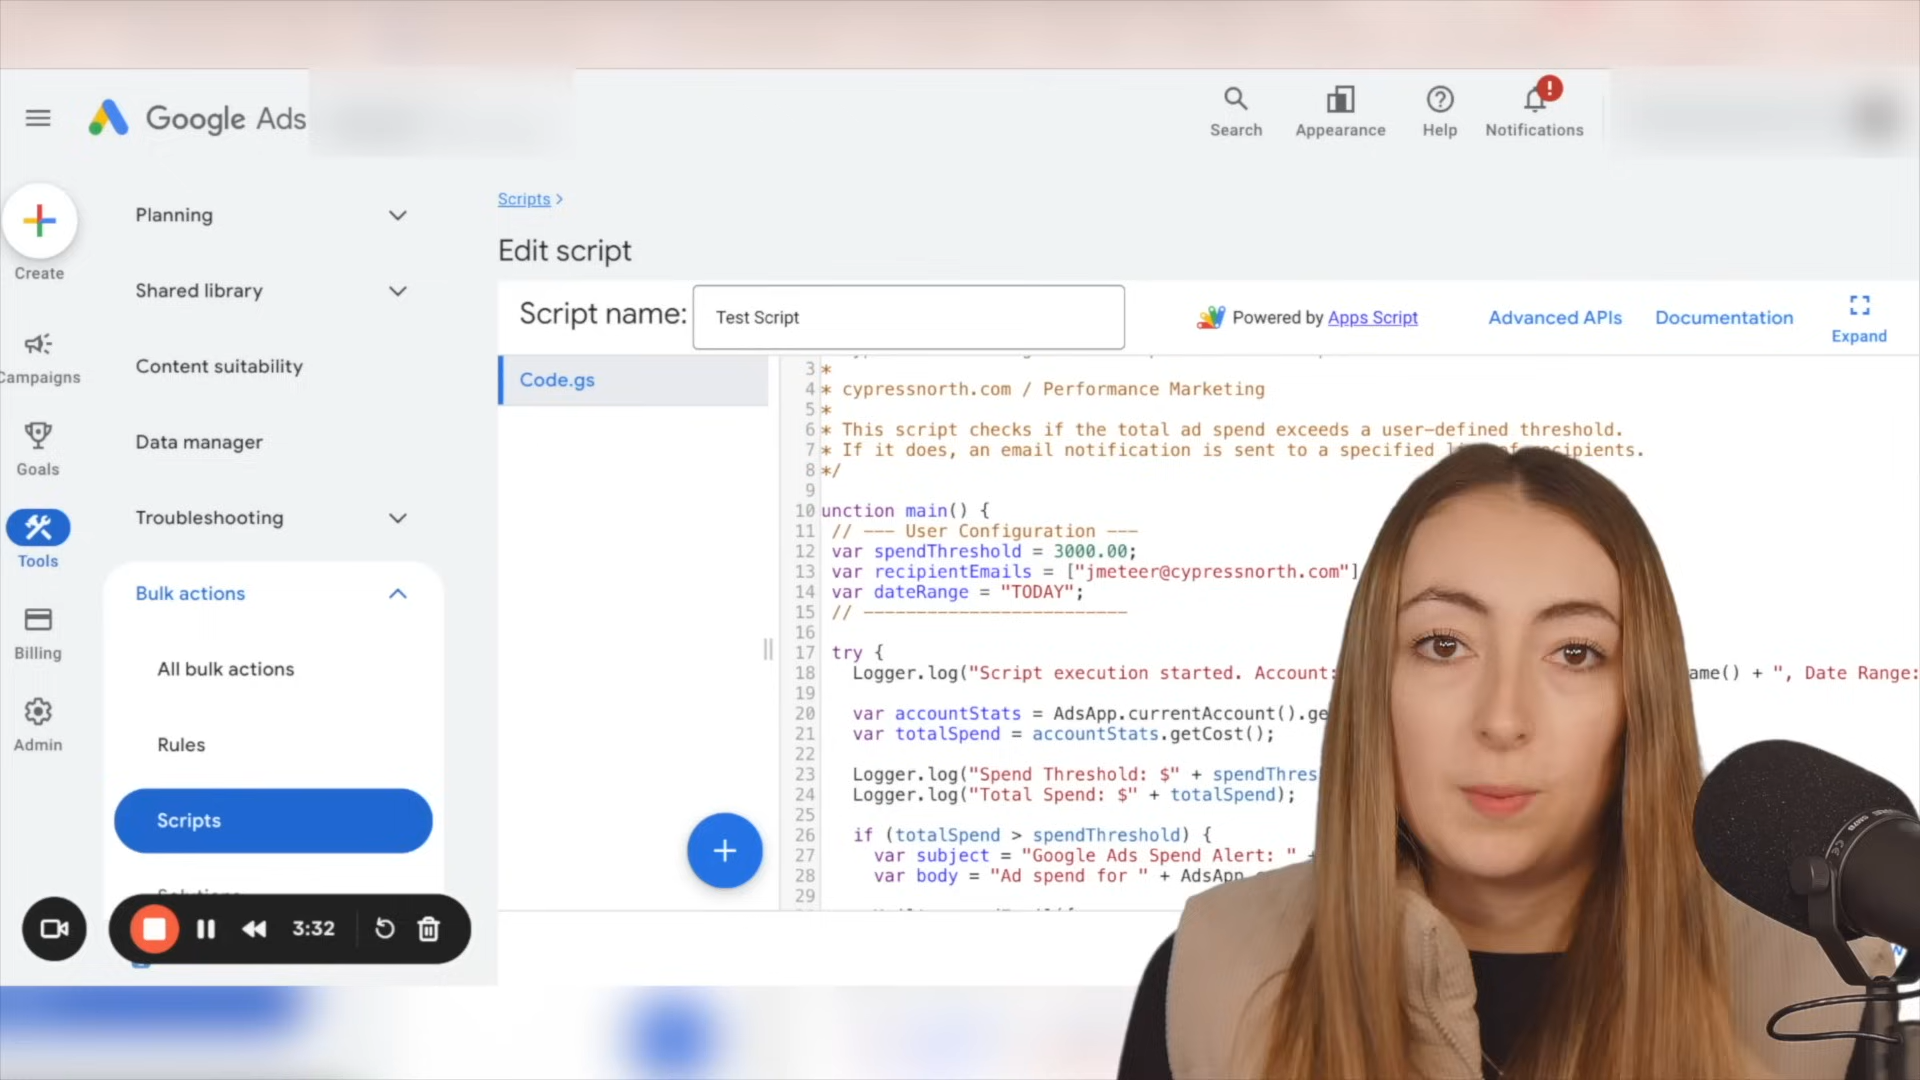 Google Ads
Search
Appearance
Help
Notifications
Create
Campaigns
Goals
Tools
Billing
Admin
Planning
Shared library
Content suitability
Data manager
Troubleshooting
Bulk actions
All bulk actions
Rules
Scripts
Solutions
3:32
Scripts >
Edit script
Script name: Test Script
Powered by Apps Script
Advanced APIs
Documentation
Expand
Code.gs
3 *
4 * cypressnorth.com / Performance Marketing
5 *
6 * This script checks if the total ad spend exceeds a user-defined threshold.
7 * If it does, an email notification is sent to a specified recipients.
8 */
9
10 unction main() {
11 // --- User Configuration ---
12 var spendThreshold = 3000.00;
13 var recipientEmails = ["jmeteer@cypressnorth.com"]
14 var dateRange = "TODAY";
15 // -------------------------
16
17 try {
18 Logger.log("Script execution started. Account: ame() + ", Date Range:
19
20 var accountStats = AdsApp.currentAccount().ge
21 var totalSpend = accountStats.getCost();
22
23 Logger.log("Spend Threshold: $" + spendThres
24 Logger.log("Total Spend: $" + totalSpend);
25
26 if (totalSpend > spendThreshold) {
27 var subject = "Google Ads Spend Alert: " +
28 var body = "Ad spend for " + AdsApp
29